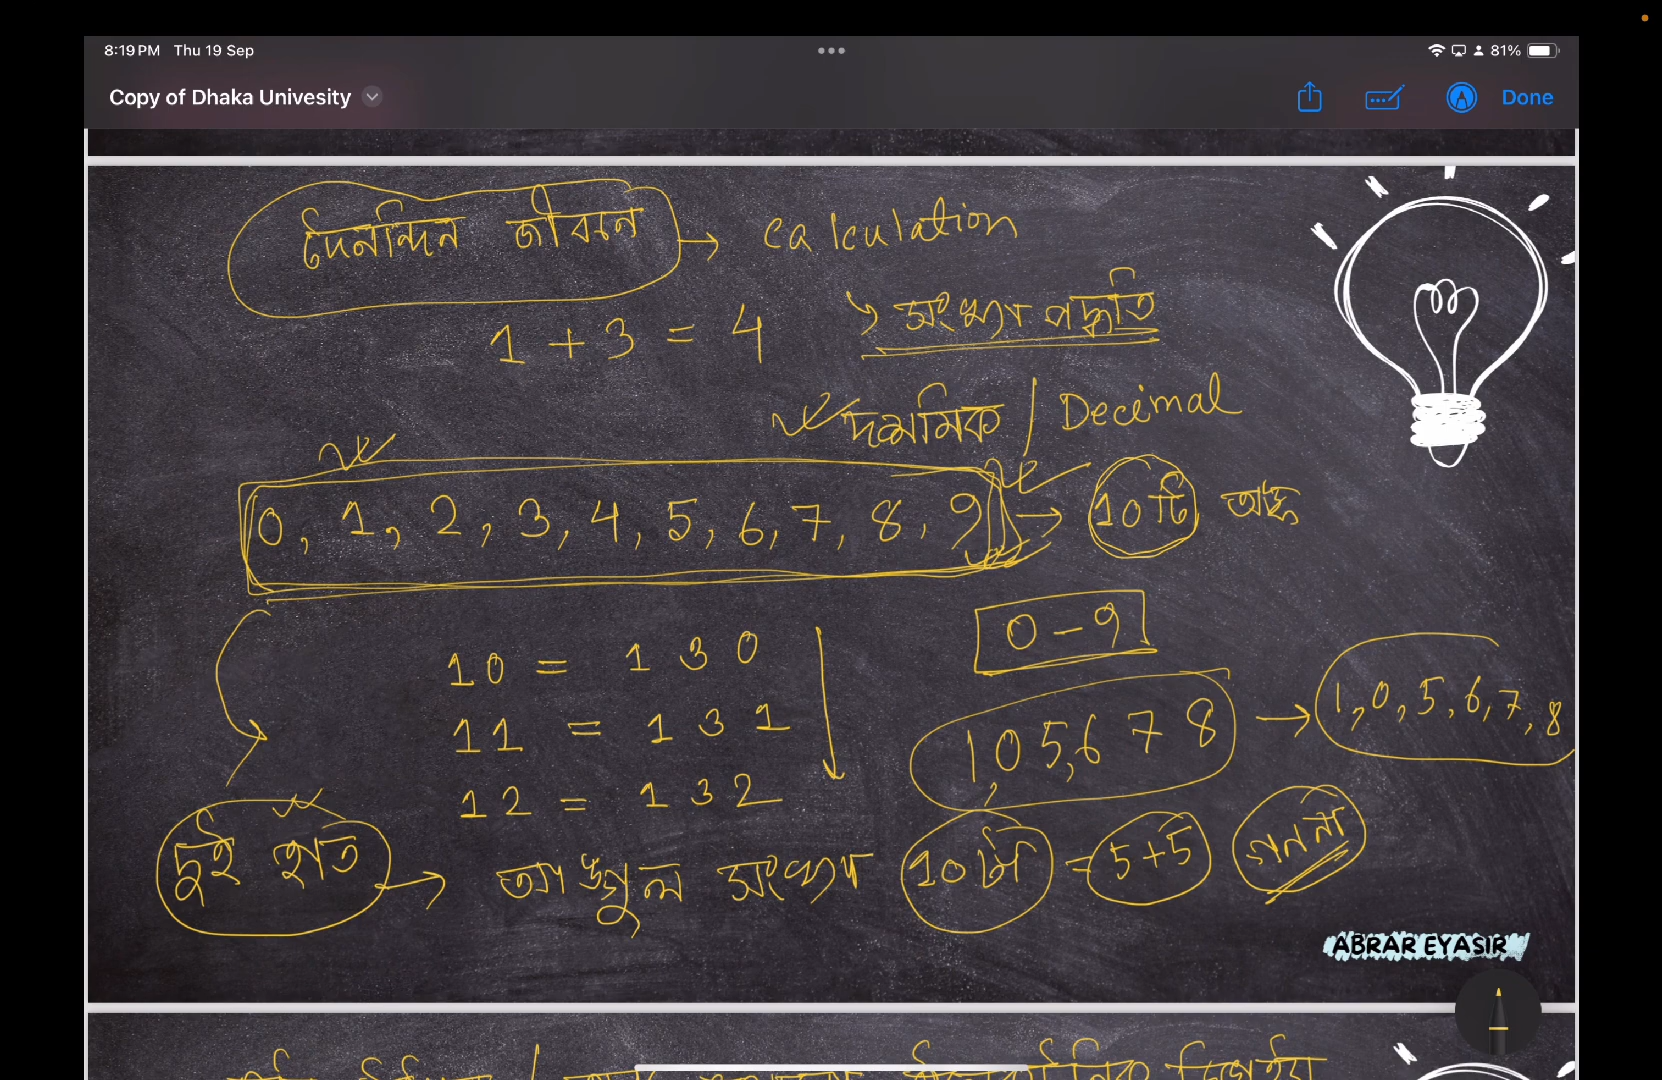 8:19 PM Thu 19 Sep
81%
Copy of Dhaka Univesity
Done
দৈনন্দিন জীবনে → calculation
1 + 3 = 4
সংখ্যা পদ্ধতি
দশমিক / Decimal
0, 1, 2, 3, 4, 5, 6, 7, 8, 9 → 10টি অঙ্ক
0 – 9
10 = 1 3 0
11 = 1 3 1
12 = 1 3 2
1,0 5,6 7 8 → 1,0,5,6,7,8
দুই হাত → আঙ্গুল সংখ্যা 10টা = 5+5 গননা
ABRAR EYASIR